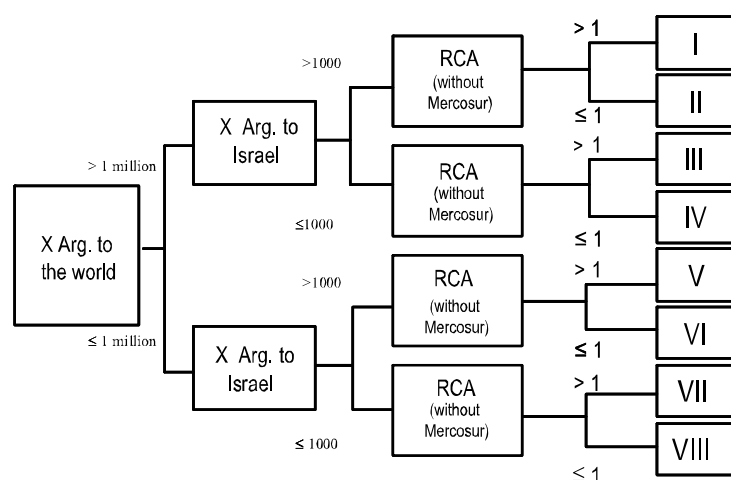 > 1
I
>1000
RCA
(without
Mercosur)
II
≤ 1
X Arg. to
Israel
> 1
III
> 1 million
RCA
(without
Mercosur)
IV
≤1000
≤ 1
X Arg. to
the world
> 1
V
>1000
RCA
(without
Mercosur)
VI
≤ 1 million
≤ 1
X Arg. to
Israel
> 1
VII
RCA
(without
Mercosur)
VIII
≤ 1000
< 1